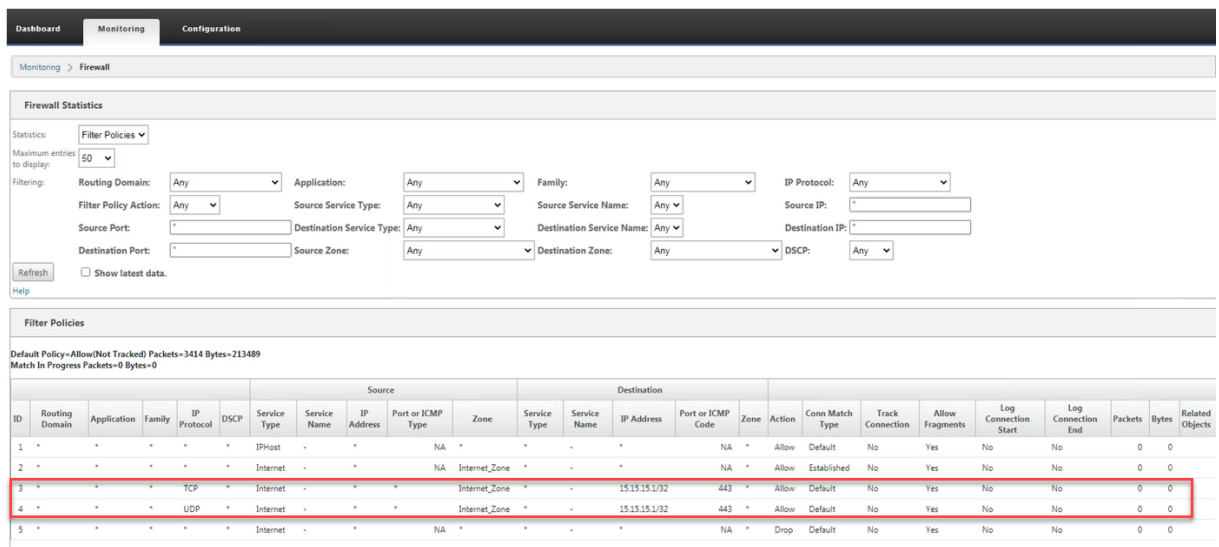 Dashboard Monitoring Configuration
Monitoring > Firewall
Firewall Statistics
Statistics: Filter Policies
Maximum entries to display: 50
Filtering: Routing Domain: Any Application: Any Family: Any IP Protocol: Any
Filter Policy Action: Any Source Service Type: Any Source Service Name: Any Source IP: *
Source Port: * Destination Service Type: Any Destination Service Name: Any Destination IP: *
Destination Port: * Source Zone: Any Destination Zone: Any DSCP: Any
Refresh Show latest data.
Help
Filter Policies
Default Policy=Allow(Not Tracked) Packets=3414 Bytes=213489
Match In Progress Packets=0 Bytes=0
Source Destination
ID Routing Domain Application Family IP Protocol DSCP Service Type Service Name IP Address Port or ICMP Type Zone Service Type Service Name IP Address Port or ICMP Code Zone Action Conn Match Type Track Connection Allow Fragments Log Connection Start Log Connection End Packets Bytes Related Objects
1 * * * * * IPHost - * NA * * - * NA * Allow Default No Yes No No 0 0
2 * * * * * Internet - * NA Internet_Zone * - * NA * Allow Established No Yes No No 0 0
3 * * * TCP * Internet - * * Internet_Zone * - 15.15.15.1/32 443 * Allow Default No Yes No No 0 0
4 * * * UDP * Internet - * * Internet_Zone * - 15.15.15.1/32 443 * Allow Default No Yes No No 0 0
5 * * * * * Internet - * NA * * - * NA * Drop Default No Yes No No 0 0